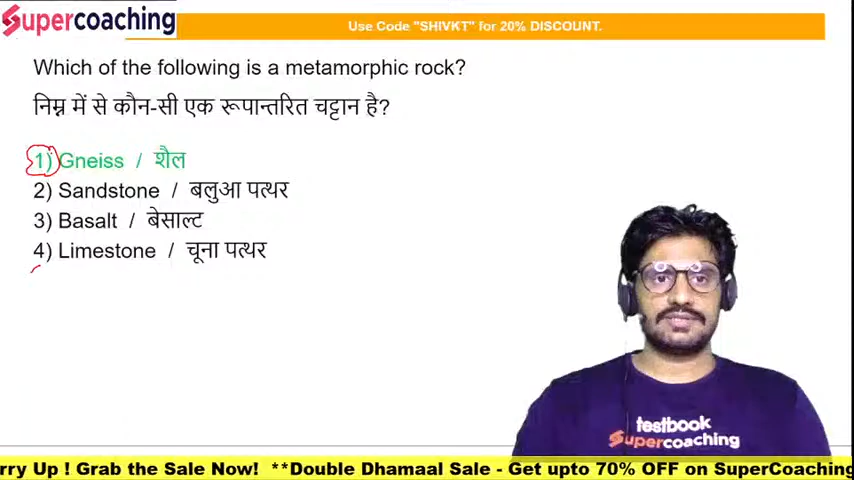 Supercoaching
Use Code "SHIVKT" for 20% DISCOUNT.
Which of the following is a metamorphic rock?
निम्न में से कौन-सी एक रूपान्तरित चट्टान है?
1) Gneiss / शैल
2) Sandstone / बलुआ पत्थर
3) Basalt / बेसाल्ट
4) Limestone / चूना पत्थर
testbook
Supercoaching
rry Up ! Grab the Sale Now! **Double Dhamaal Sale - Get upto 70% OFF on SuperCoaching